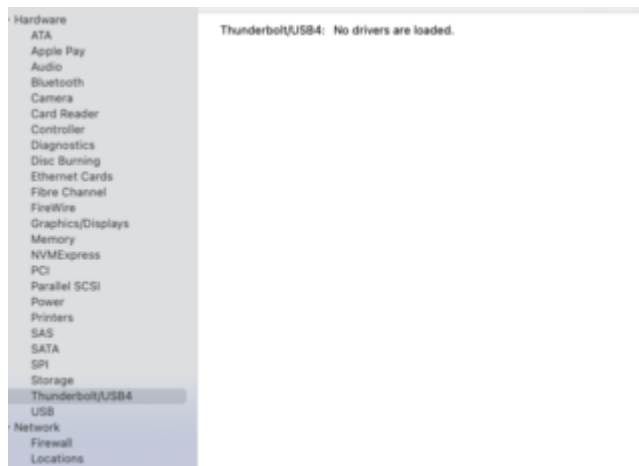 Hardware
ATA
Apple Pay
Audio
Bluetooth
Camera
Card Reader
Controller
Diagnostics
Disc Burning
Ethernet Cards
Fibre Channel
FireWire
Graphics/Displays
Memory
NVMExpress
PCI
Parallel SCSI
Power
Printers
SAS
SATA
SPI
Storage
Thunderbolt/USB4
USB
Network
Firewall
Locations
Thunderbolt/USB4: No drivers are loaded.